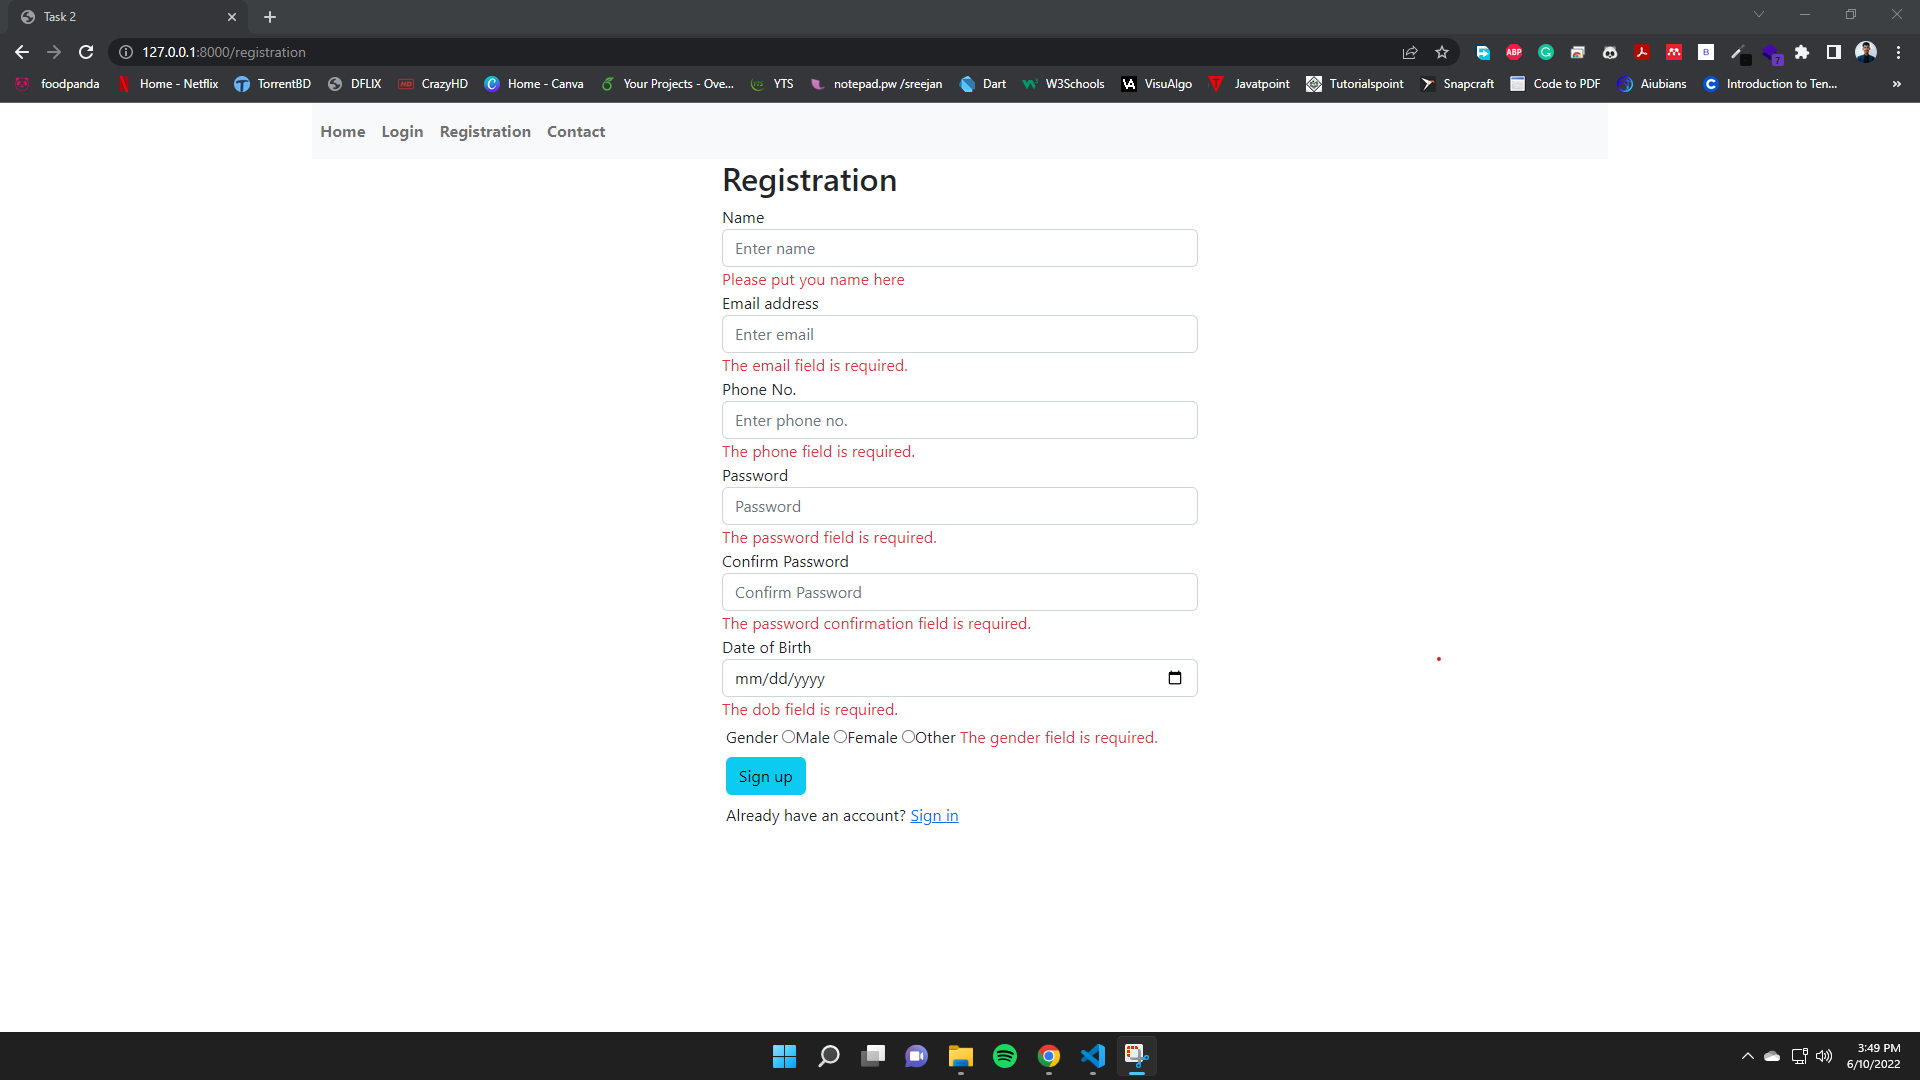 Task 2
127.0.0.1:8000/registration
foodpanda Home - Netflix TorrentBD DFLIX CrazyHD Home - Canva Your Projects - Ove... YTS notepad.pw /sreejan Dart W3Schools VisuAlgo Javatpoint Tutorialspoint Snapcraft Code to PDF Aiubians Introduction to Ten... »
Home Login Registration Contact
Registration
Name
Enter name
Please put you name here
Email address
Enter email
The email field is required.
Phone No.
Enter phone no.
The phone field is required.
Password
Password
The password field is required.
Confirm Password
Confirm Password
The password confirmation field is required.
Date of Birth
mm/dd/yyyy
The dob field is required.
Gender Male Female Other The gender field is required.
Sign up
Already have an account? Sign in
3:49 PM
6/10/2022